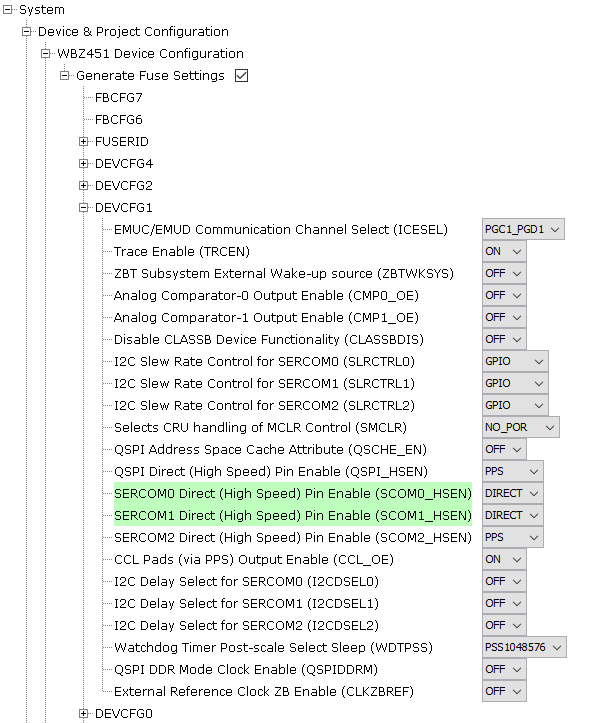 System
Device & Project Configuration
WBZ451 Device Configuration
Generate Fuse Settings
FBCFG7
FBCFG6
FUSERID
DEVCFG4
DEVCFG2
DEVCFG1
EMUC/EMUD Communication Channel Select (ICESEL) PGC1_PGD1
Trace Enable (TRCEN) ON
ZBT Subsystem External Wake-up source (ZBTWKSYS) OFF
Analog Comparator-0 Output Enable (CMP0_OE) OFF
Analog Comparator-1 Output Enable (CMP1_OE) OFF
Disable CLASSB Device Functionality (CLASSBDIS) OFF
I2C Slew Rate Control for SERCOM0 (SLRCTRL0) GPIO
I2C Slew Rate Control for SERCOM1 (SLRCTRL1) GPIO
I2C Slew Rate Control for SERCOM2 (SLRCTRL2) GPIO
Selects CRU handling of MCLR Control (SMCLR) NO_POR
QSPI Address Space Cache Attribute (QSCHE_EN) OFF
QSPI Direct (High Speed) Pin Enable (QSPI_HSEN) PPS
SERCOM0 Direct (High Speed) Pin Enable (SCOM0_HSEN) DIRECT
SERCOM1 Direct (High Speed) Pin Enable (SCOM1_HSEN) DIRECT
SERCOM2 Direct (High Speed) Pin Enable (SCOM2_HSEN) PPS
CCL Pads (via PPS) Output Enable (CCL_OE) ON
I2C Delay Select for SERCOM0 (I2CDSEL0) OFF
I2C Delay Select for SERCOM1 (I2CDSEL1) OFF
I2C Delay Select for SERCOM2 (I2CDSEL2) OFF
Watchdog Timer Post-scale Select Sleep (WDTPSS) PSS1048576
QSPI DDR Mode Clock Enable (QSPIDDRM) OFF
External Reference Clock ZB Enable (CLKZBREF) OFF
DEVCFG0